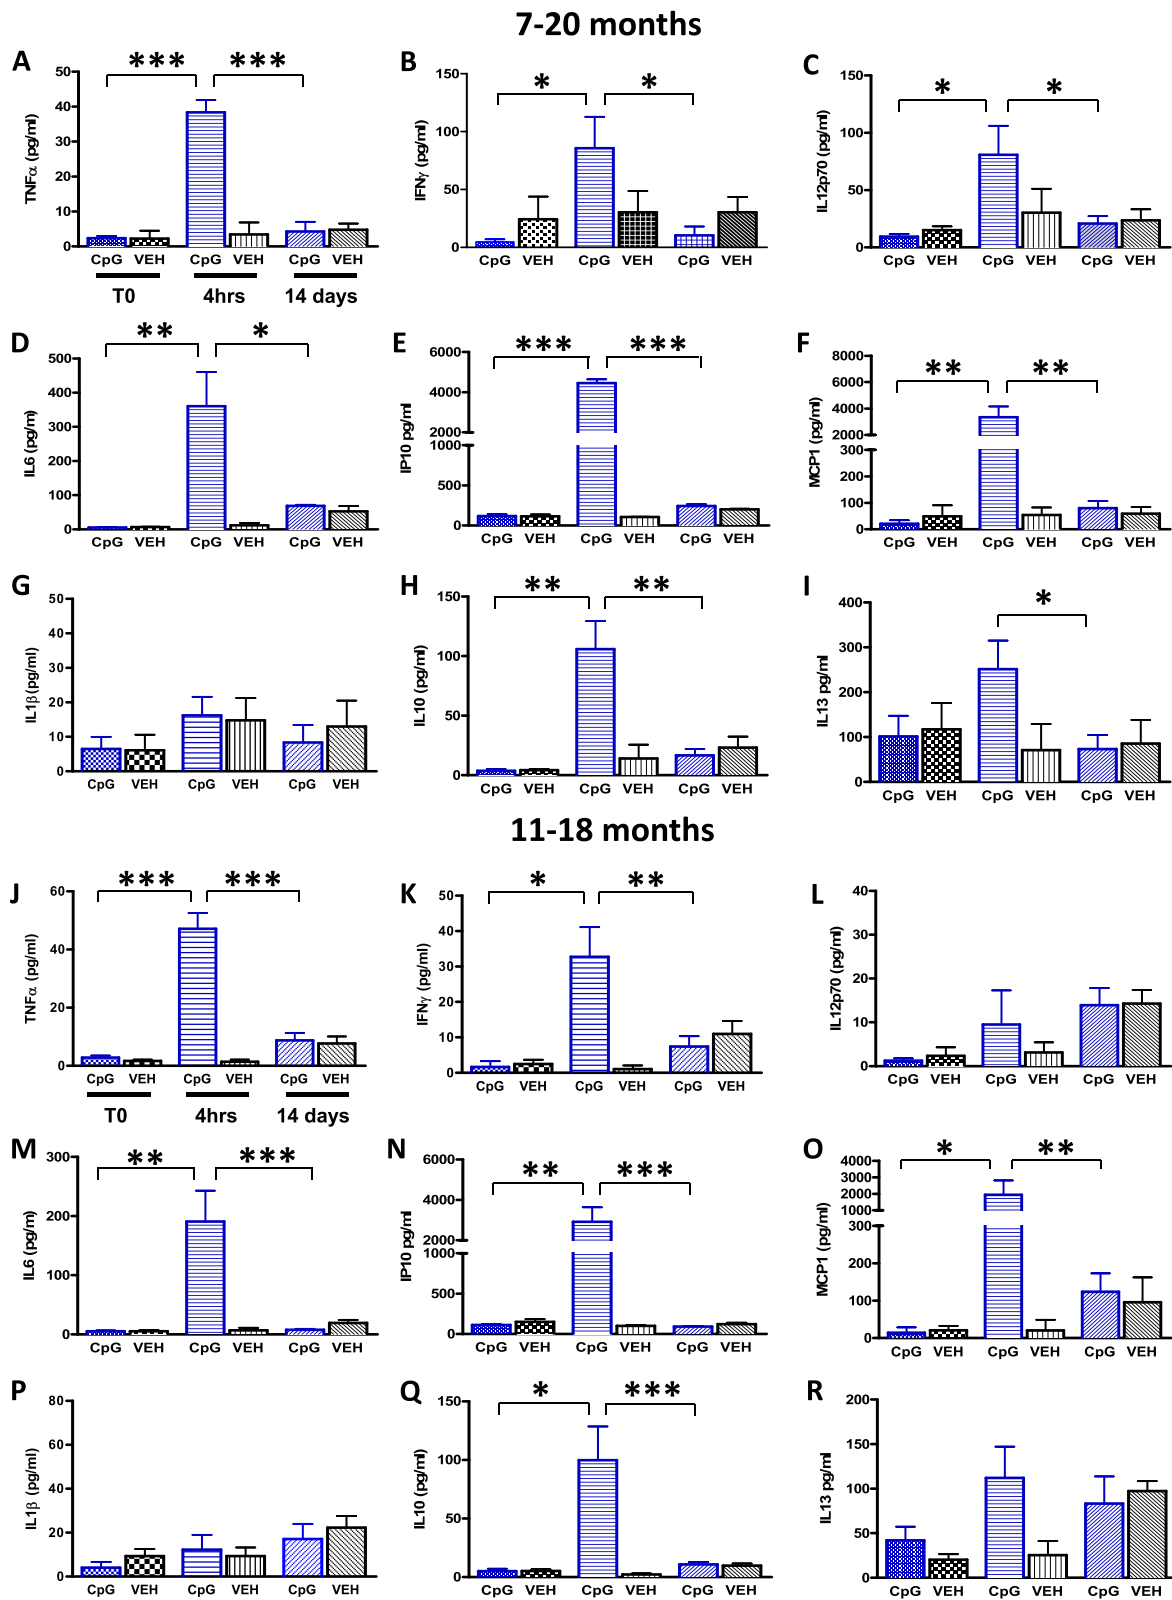 7-20 months
A
***
***
TNFα (pg/ml)
50
40
30
20
10
0
CpG VEH CpG VEH CpG VEH
T0 4hrs 14 days
B
*
*
IFNγ (pg/ml)
150
100
50
0
CpG VEH CpG VEH CpG VEH
C
*
*
IL12p70 (pg/ml)
150
100
50
0
CpG VEH CpG VEH CpG VEH
D
**
*
IL6 (pg/m)
500
400
300
200
100
0
CpG VEH CpG VEH CpG VEH
E
***
***
IP10 pg/ml
6000
4000
2000
1000
500
0
CpG VEH CpG VEH CpG VEH
F
**
**
MCP1 (pg/ml)
8000
6000
4000
2000
300
200
100
0
CpG VEH CpG VEH CpG VEH
G
IL1β (pg/ml)
50
40
30
20
10
0
CpG VEH CpG VEH CpG VEH
H
**
**
IL10 (pg/ml)
150
100
50
0
CpG VEH CpG VEH CpG VEH
I
*
IL13 pg/ml
400
300
200
100
0
CpG VEH CpG VEH CpG VEH
11-18 months
J
***
***
TNFα (pg/ml)
60
40
20
0
CpG VEH CpG VEH CpG VEH
T0 4hrs 14 days
K
*
**
IFNγ (pg/ml)
50
40
30
20
10
0
CpG VEH CpG VEH CpG VEH
L
IL12p70 (pg/ml)
40
30
20
10
0
CpG VEH CpG VEH CpG VEH
M
**
***
IL6 (pg/m)
300
200
100
0
CpG VEH CpG VEH CpG VEH
N
**
***
IP10 pg/ml
6000
4000
2000
1000
500
0
CpG VEH CpG VEH CpG VEH
O
*
**
MCP1 (pg/ml)
4000
3000
2000
1000
300
200
100
0
CpG VEH CpG VEH CpG VEH
P
IL1β (pg/ml)
80
60
40
20
0
CpG VEH CpG VEH CpG VEH
Q
*
***
IL10 (pg/ml)
150
100
50
0
CpG VEH CpG VEH CpG VEH
R
IL13 pg/ml
200
150
100
50
0
CpG VEH CpG VEH CpG VEH